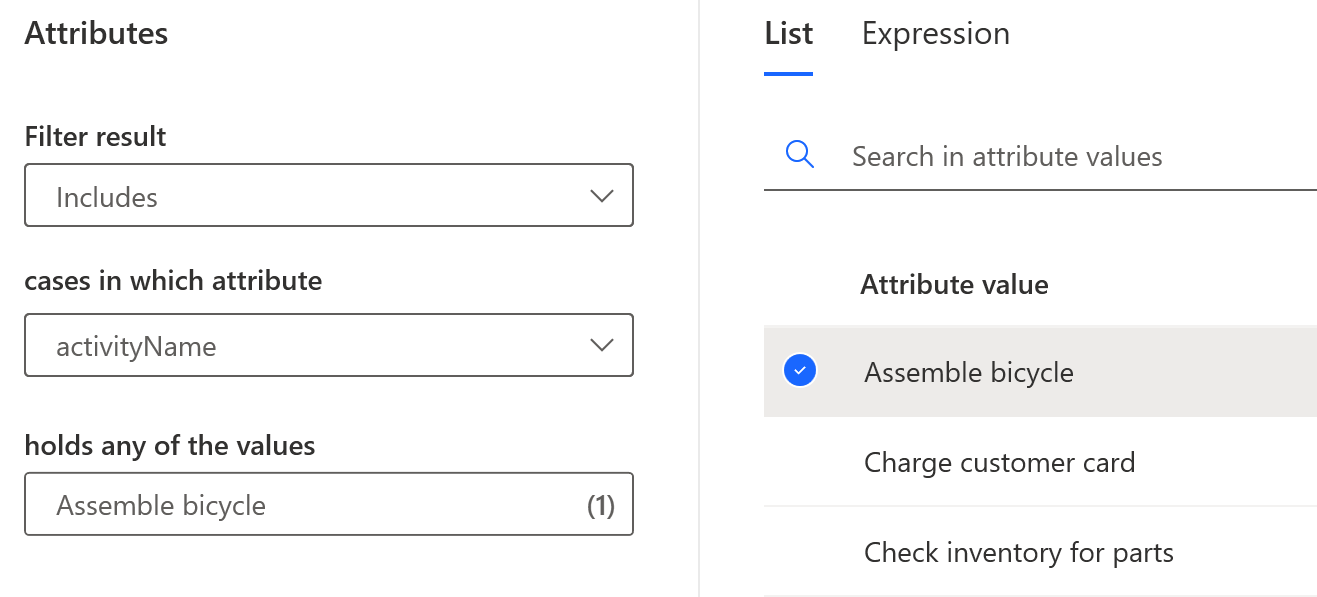 Attributes
Filter result
Includes
cases in which attribute
activityName
holds any of the values
Assemble bicycle (1)
List Expression
Search in attribute values
Attribute value
Assemble bicycle
Charge customer card
Check inventory for parts